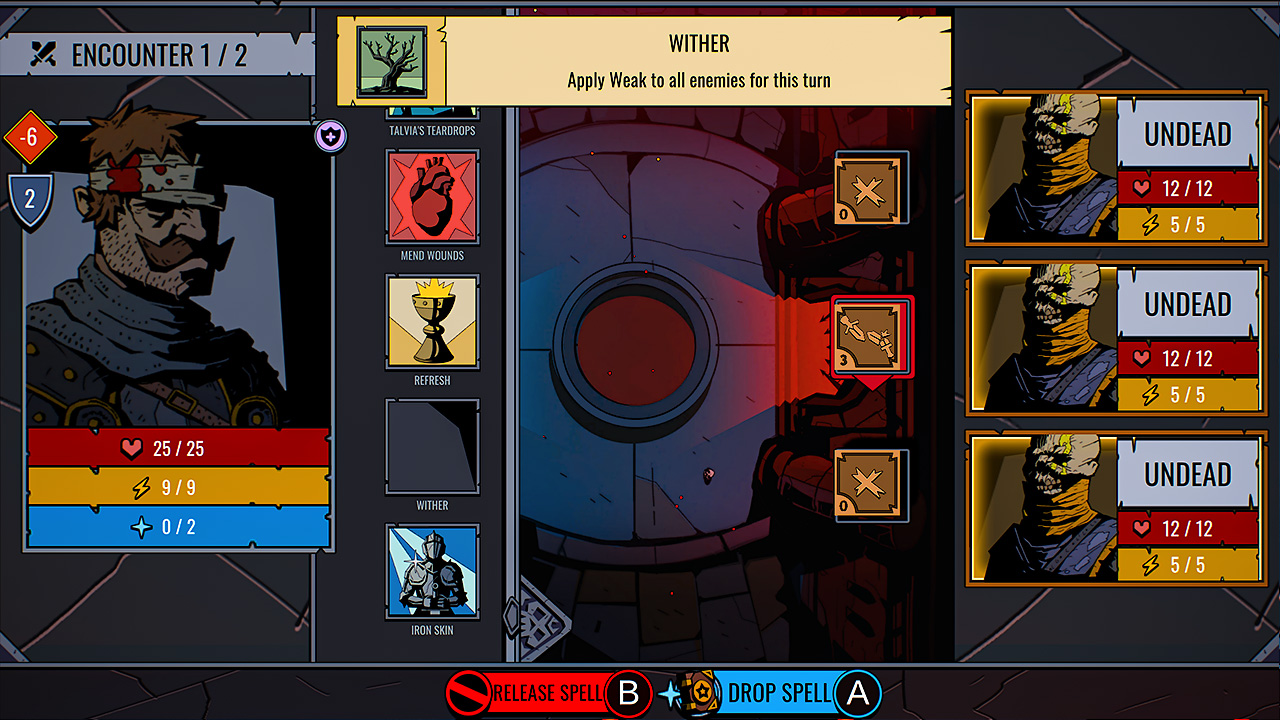 ENCOUNTER 1 / 2
WITHER
Apply Weak to all enemies for this turn
-6
2
25 / 25
9 / 9
0 / 2
TALVIA'S TEARDROPS
MEND WOUNDS
REFRESH
WITHER
IRON SKIN
0
3
0
UNDEAD
12 / 12
5 / 5
UNDEAD
12 / 12
5 / 5
UNDEAD
12 / 12
5 / 5
RELEASE SPELL B
DROP SPELL A